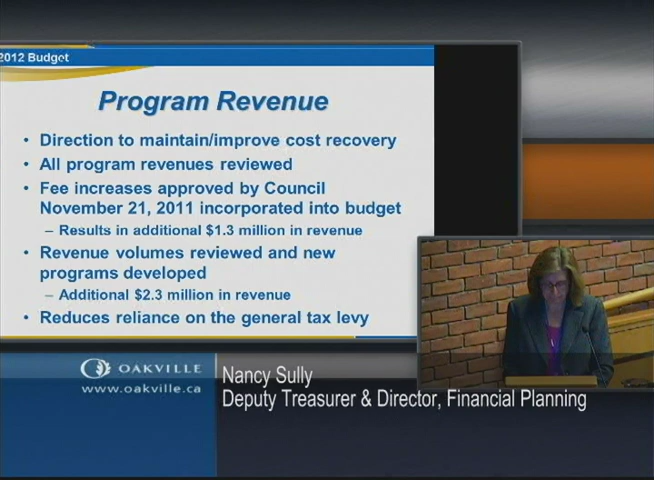 2012 Budget
Program Revenue
• Direction to maintain/improve cost recovery
• All program revenues reviewed
• Fee increases approved by Council
November 21, 2011 incorporated into budget
– Results in additional $1.3 million in revenue
• Revenue volumes reviewed and new
programs developed
– Additional $2.3 million in revenue
• Reduces reliance on the general tax levy
OAKVILLE
www.oakville.ca
Nancy Sully
Deputy Treasurer & Director, Financial Planning